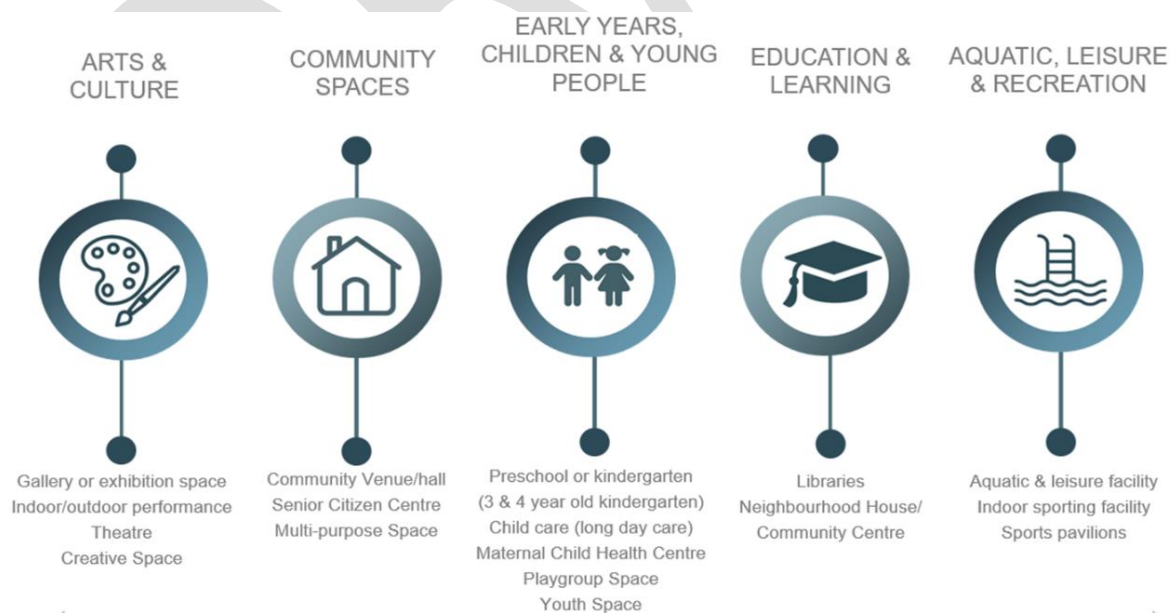 ARTS &
CULTURE
Gallery or exhibition space
Indoor/outdoor performance
Theatre
Creative Space
COMMUNITY
SPACES
Community Venue/hall
Senior Citizen Centre
Multi-purpose Space
EARLY YEARS,
CHILDREN & YOUNG
PEOPLE
Preschool or kindergarten
(3 & 4 year old kindergarten)
Child care (long day care)
Maternal Child Health Centre
Playgroup Space
Youth Space
EDUCATION &
LEARNING
Libraries
Neighbourhood House/
Community Centre
AQUATIC, LEISURE
& RECREATION
Aquatic & leisure facility
Indoor sporting facility
Sports pavilions